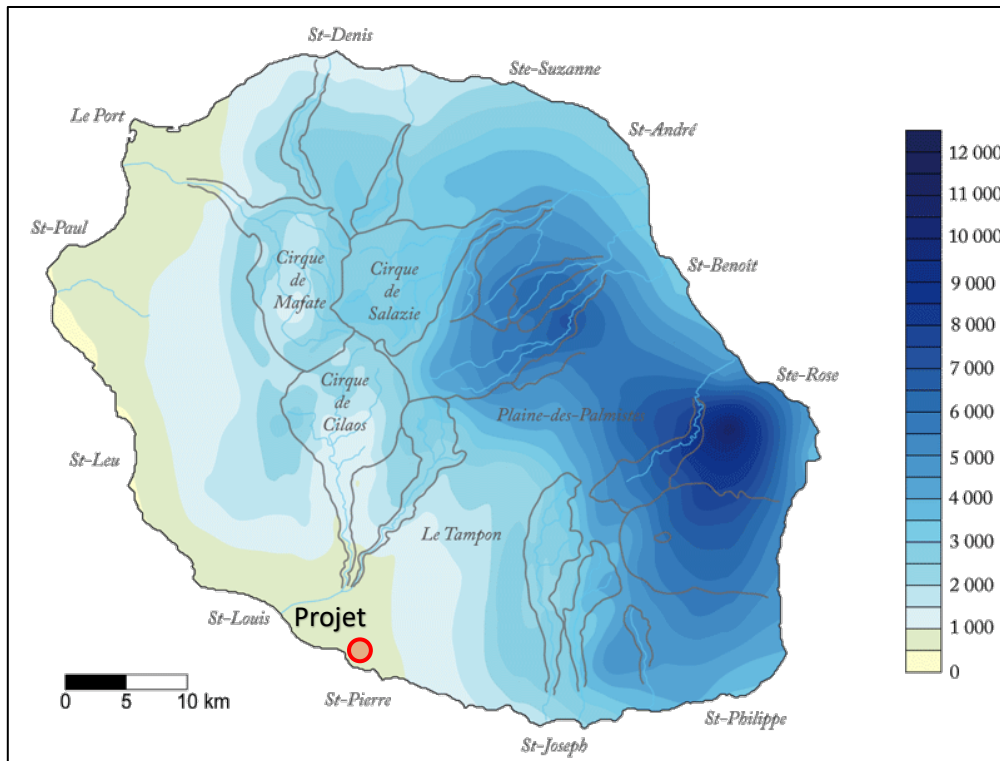 St-Denis
Ste-Suzanne
Le Port
St-André
St-Paul
Cirque
de
Mafate
Cirque
de
Salazie
St-Benoît
Cirque
de
Cilaos
Ste-Rose
Plaine-des-Palmistes
St-Leu
Le Tampon
St-Louis
Projet
St-Pierre
St-Philippe
St-Joseph
0 5 10 km
12 000
11 000
10 000
9 000
8 000
7 000
6 000
5 000
4 000
3 000
2 000
1 000
0